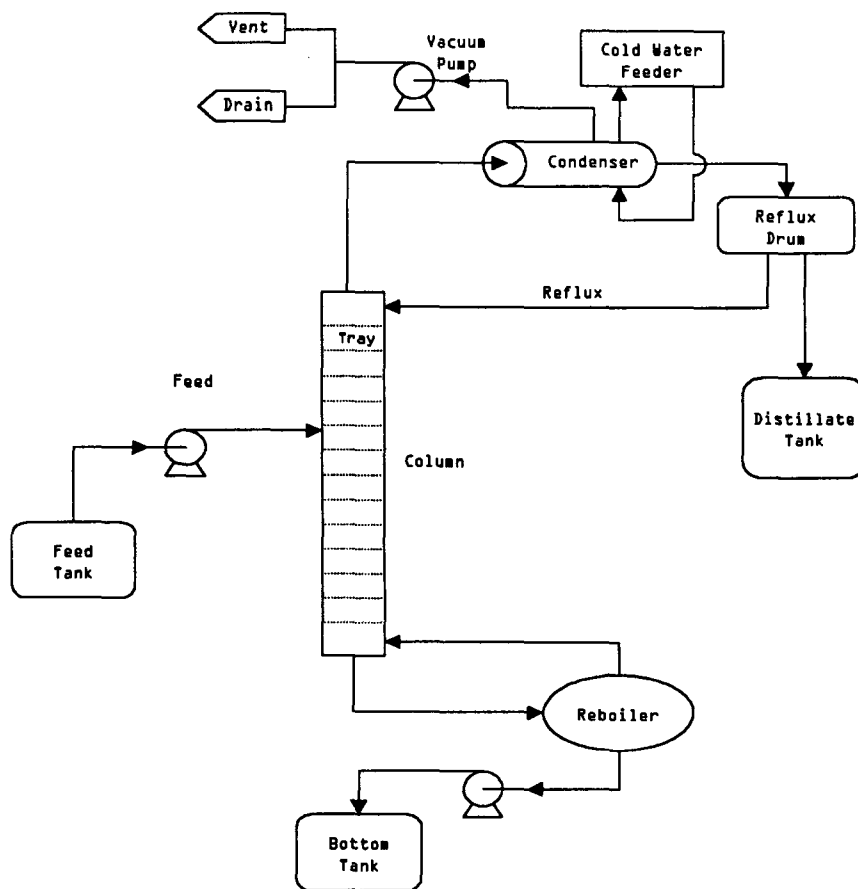 Vent
Vacuum
Pump
Cold Water
Feeder
Drain
Condenser
Reflux
Drum
Reflux
Tray
Feed
Distillate
Tank
Column
Feed
Tank
Reboiler
Bottom
Tank